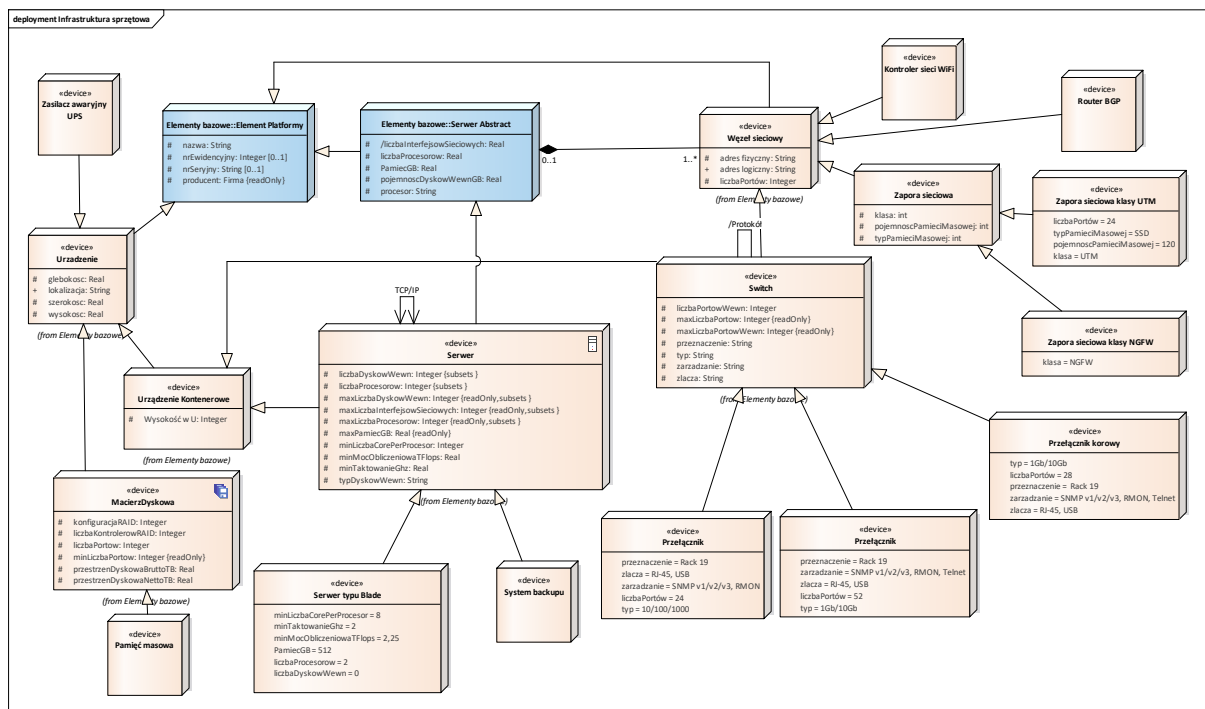 deployment Infrastruktura sprzętowa
«device»
Zasilacz awaryjny
UPS
Elementy bazowe::Element Platformy
# nazwa: String
# nrEwidencyjny: Integer [0..1]
# nrSeryjny: String [0..1]
# producent: Firma {readOnly}
Elementy bazowe::Serwer Abstract
# /liczbaInterfejsowSieciowych: Real
# liczbaProcesorow: Real
# PamiecGB: Real
# pojemnoscDyskowWewnGB: Real
# procesor: String
0..1
1..*
«device»
Węzeł sieciowy
# adres fizyczny: String
+ adres logiczny: String
# liczbaPortów: Integer
(from Elementy bazowe)
«device»
Kontroler sieci WiFi
«device»
Router BGP
«device»
Zapora sieciowa
# klasa: int
# pojemnoscPamieciMasowej: int
# typPamieciMasowej: int
«device»
Zapora sieciowa klasy UTM
liczbaPortów = 24
typPamieciMasowej = SSD
pojemnoscPamieciMasowej = 120
klasa = UTM
«device»
Zapora sieciowa klasy NGFW
klasa = NGFW
«device»
Urzadzenie
# glebokosc: Real
+ lokalizacja: String
# szerokosc: Real
# wysokosc: Real
(from Elementy bazowe)
/Protokół
«device»
Switch
# liczbaPortowWewn: Integer
# maxLiczbaPortow: Integer {readOnly}
# maxLiczbaPortowWewn: Integer {readOnly}
# przeznaczenie: String
# typ: String
# zarzadzanie: String
# zlacza: String
(from Elementy bazowe)
TCP/IP
«device»
Serwer
# liczbaDyskowWewn: Integer {subsets }
# liczbaProcesorow: Integer {subsets }
# maxLiczbaDyskowWewn: Integer {readOnly,subsets }
# maxLiczbaInterfejsowSieciowych: Integer {readOnly,subsets }
# maxLiczbaProcesorow: Integer {readOnly,subsets }
# maxPamiecGB: Real {readOnly}
# minLiczbaCorePerProcesor: Integer
# minMocObliczeniowaTFlops: Real
# minTaktowanieGhz: Real
# typDyskowWewn: String
(from Elementy bazowe)
«device»
Urządzenie Kontenerowe
# Wysokość w U: Integer
(from Elementy bazowe)
«device»
MacierzDyskowa
# konfiguracjaRAID: Integer
# liczbaKontrolerowRAID: Integer
# liczbaPortow: Integer
# minLiczbaPortow: Integer {readOnly}
# przestrzenDyskowaBruttoTB: Real
# przestrzenDyskowaNettoTB: Real
(from Elementy bazowe)
«device»
Pamięć masowa
«device»
Serwer typu Blade
minLiczbaCorePerProcesor = 8
minTaktowanieGhz = 2
minMocObliczeniowaTFlops = 2,25
PamiecGB = 512
liczbaProcesorow = 2
liczbaDyskowWewn = 0
«device»
System backupu
«device»
Przełącznik
przeznaczenie = Rack 19
zlacza = RJ-45, USB
zarzadzanie = SNMP v1/v2/v3, RMON
liczbaPortów = 24
typ = 10/100/1000
«device»
Przełącznik
przeznaczenie = Rack 19
zarzadzanie = SNMP v1/v2/v3, RMON, Telnet
zlacza = RJ-45, USB
liczbaPortów = 52
typ = 1Gb/10Gb
«device»
Przełącznik korowy
typ = 1Gb/10Gb
liczbaPortów = 28
przeznaczenie = Rack 19
zarzadzanie = SNMP v1/v2/v3, RMON, Telnet
zlacza = RJ-45, USB